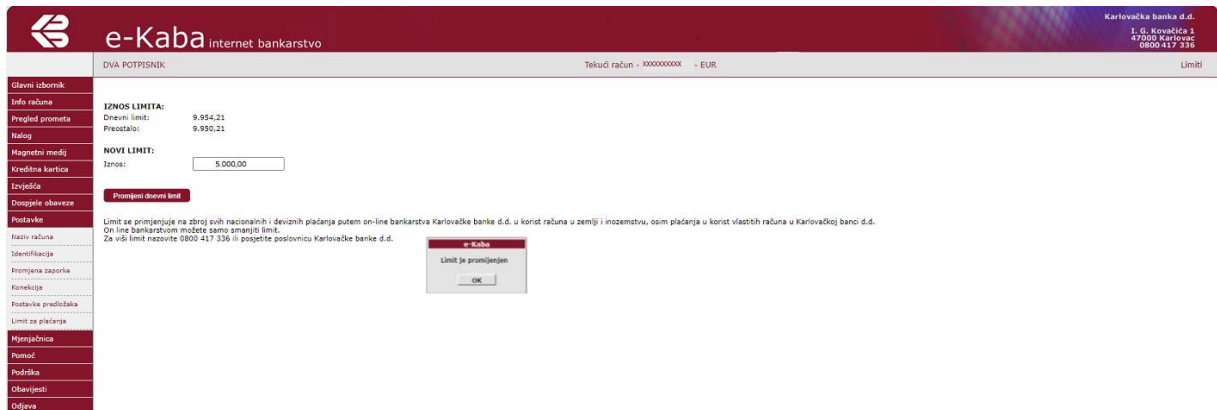 Karlovačka banka d.d.
I. G. Kovačića 1
47000 Karlovac
0800 417 336
e-Kaba internet bankarstvo
DVA POTPISNIK Tekući račun - XXXXXXXXXX - EUR Limiti
Glavni izbornik
Info računa
Pregled prometa
Nalog
Magnetni medij
Kreditna kartica
Izvješća
Dospjele obaveze
Postavke
Naziv računa
Identifikacija
Promjena zaporke
Konekcija
Postavke predložaka
Limit za plaćanja
Mjenjačnica
Pomoć
Podrška
Obavijesti
Odjava
IZNOS LIMITA:
Dnevni limit: 9.954,21
Preostalo: 9.950,21
NOVI LIMIT:
Iznos: 5.000,00
Promijeni dnevni limit
Limit se primjenjuje na zbroj svih nacionalnih i deviznih plaćanja putem on-line bankarstva Karlovačke banke d.d. u korist računa u zemlji i inozemstvu, osim plaćanja u korist vlastitih računa u Karlovačkoj banci d.d.
On line bankarstvom možete samo smanjiti limit.
Za viši limit nazovite 0800 417 336 ili posjetite poslovnicu Karlovačke banke d.d.
e-Kaba
Limit je promijenjen
OK